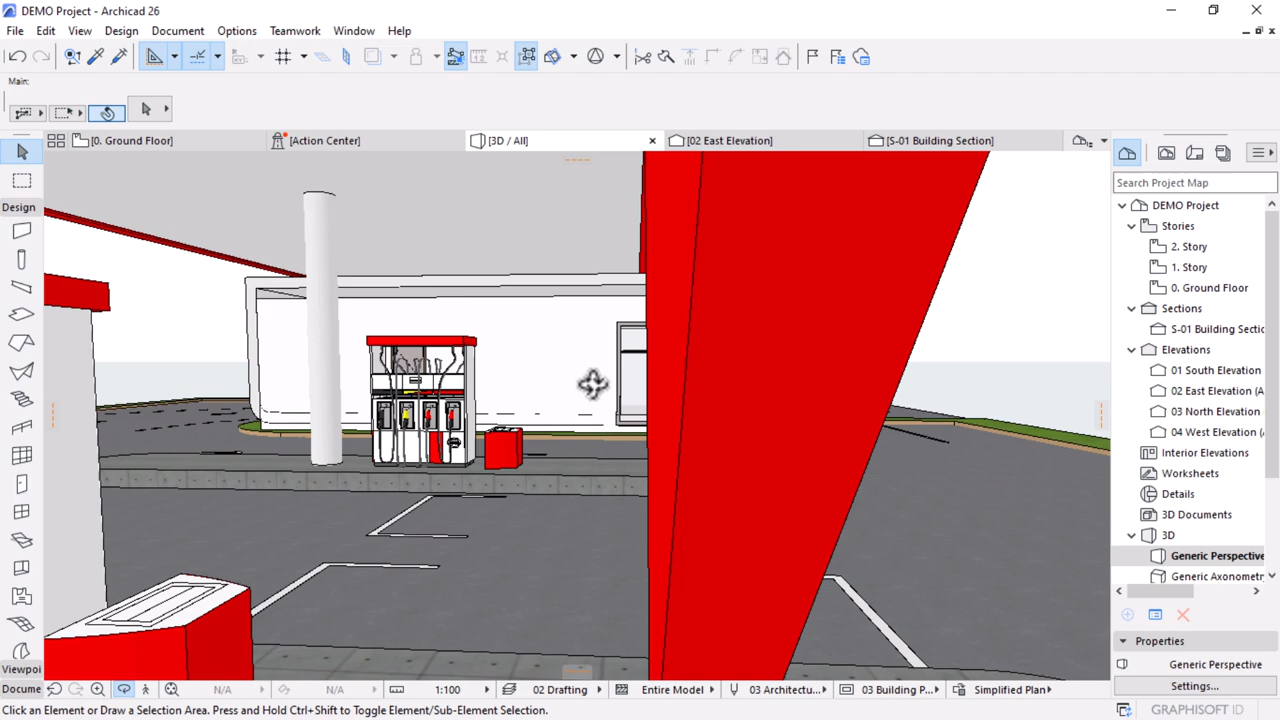 DEMO Project - Archicad 26
File Edit View Design Document Options Teamwork Window Help
Main:
[0. Ground Floor] [Action Center] [3D / All] [02 East Elevation] [S-01 Building Section]
Search Project Map
Design
DEMO Project
Stories
2. Story
1. Story
0. Ground Floor
Sections
S-01 Building Sectio
Elevations
01 South Elevation
02 East Elevation (A
03 North Elevation
04 West Elevation (
Interior Elevations
Worksheets
Details
3D Documents
3D
Generic Perspective
Generic Axonometr
Properties
Viewpoi
Generic Perspective
Docume N/A N/A 1:100 02 Drafting Entire Model 03 Architectu... 03 Building P... Simplified Plan
Settings...
Click an Element or Draw a Selection Area. Press and Hold Ctrl+Shift to Toggle Element/Sub-Element Selection.
GRAPHISOFT ID